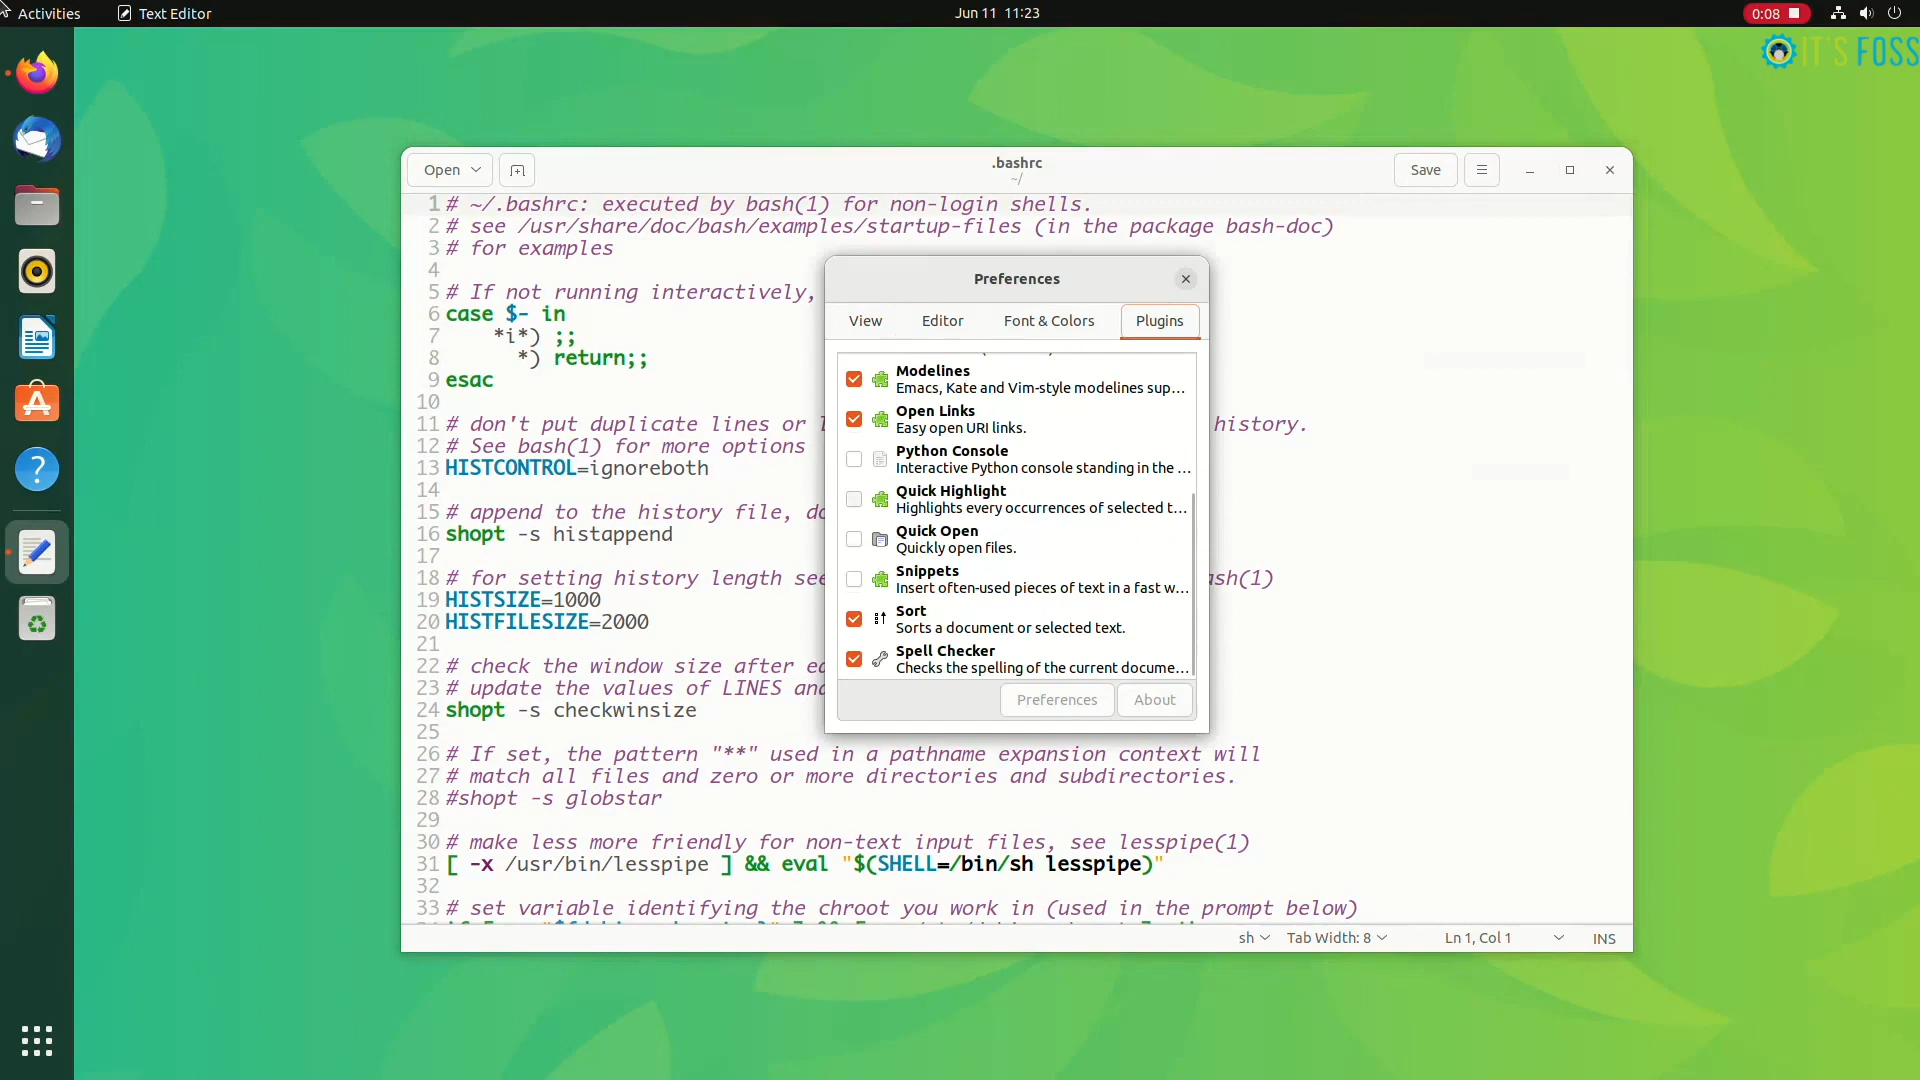 Activities
Text Editor
Jun 11 11:23
0:08
IT'S FOSS
Open
.bashrc
~/
Save
1 # ~/.bashrc: executed by bash(1) for non-login shells.
2 # see /usr/share/doc/bash/examples/startup-files (in the package bash-doc)
3 # for examples
4
5 # If not running interactively,
6 case $- in
7     *i*) ;;
8       *) return;;
9 esac
10
11 # don't put duplicate lines or
history.
12 # See bash(1) for more options
13 HISTCONTROL=ignoreboth
14
15 # append to the history file,
16 shopt -s histappend
17
18 # for setting history length see
(1)
19 HISTSIZE=1000
20 HISTFILESIZE=2000
21
22 # check the window size after
23 # update the values of LINES and
24 shopt -s checkwinsize
25
26 # If set, the pattern "**" used in a pathname expansion context will
27 # match all files and zero or more directories and subdirectories.
28 #shopt -s globstar
29
30 # make less more friendly for non-text input files, see lesspipe(1)
31 [ -x /usr/bin/lesspipe ] && eval "$(SHELL=/bin/sh lesspipe)"
32
33 # set variable identifying the chroot you work in (used in the prompt below)
Preferences
View
Editor
Font & Colors
Plugins
Modelines
Emacs, Kate and Vim-style modelines sup...
Open Links
Easy open URI links.
Python Console
Interactive Python console standing in the ...
Quick Highlight
Highlights every occurrences of selected t...
Quick Open
Quickly open files.
Snippets
Insert often-used pieces of text in a fast w...
Sort
Sorts a document or selected text.
Spell Checker
Checks the spelling of the current docume...
Preferences
About
sh
Tab Width: 8
Ln 1, Col 1
INS